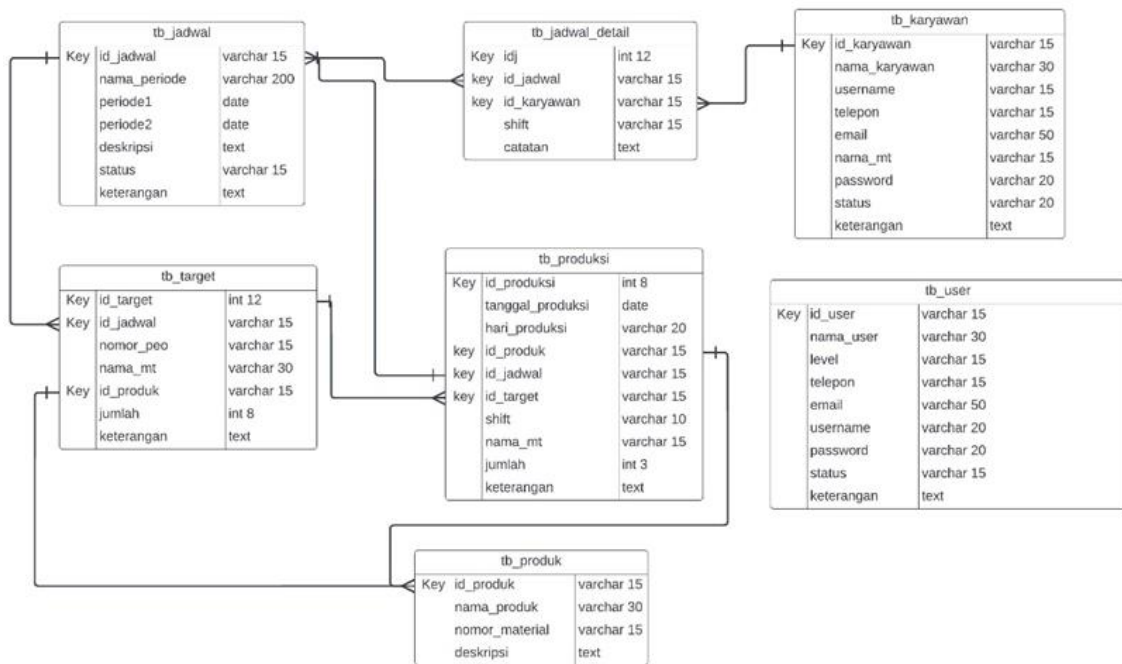 tb_jadwal
Key id_jadwal varchar 15
nama_periode varchar 200
periode1 date
periode2 date
deskripsi text
status varchar 15
keterangan text
tb_jadwal_detail
Key idj int 12
key id_jadwal varchar 15
key id_karyawan varchar 15
shift varchar 15
catatan text
tb_karyawan
Key id_karyawan varchar 15
nama_karyawan varchar 30
username varchar 15
telepon varchar 15
email varchar 50
nama_mt varchar 15
password varchar 20
status varchar 20
keterangan text
tb_target
Key id_target int 12
Key id_jadwal varchar 15
nomor_peo varchar 15
nama_mt varchar 30
Key id_produk varchar 15
jumlah int 8
keterangan text
tb_produksi
Key id_produksi int 8
tanggal_produksi date
hari_produksi varchar 20
key id_produk varchar 15
key id_jadwal varchar 15
key id_target varchar 15
shift varchar 10
nama_mt varchar 15
jumlah int 3
keterangan text
tb_user
Key id_user varchar 15
nama_user varchar 30
level varchar 15
telepon varchar 15
email varchar 50
username varchar 20
password varchar 20
status varchar 15
keterangan text
tb_produk
Key id_produk varchar 15
nama_produk varchar 30
nomor_material varchar 15
deskripsi text